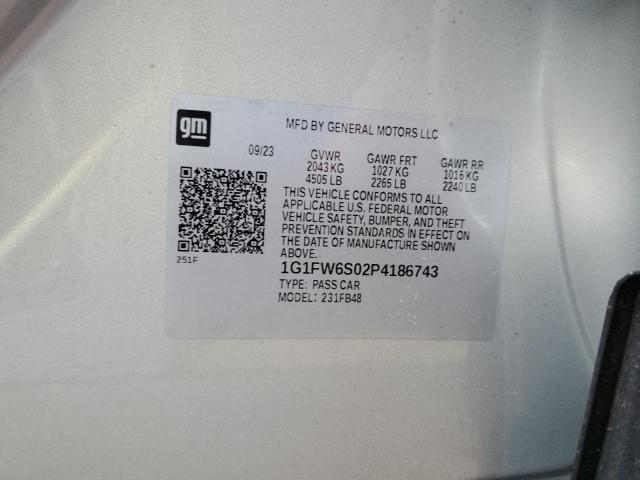 gm
MFD BY GENERAL MOTORS LLC
09/23 GVWR GAWR FRT GAWR RR
2043 KG 1027 KG 1016 KG
4505 LB 2265 LB 2240 LB
THIS VEHICLE CONFORMS TO ALL
APPLICABLE U.S. FEDERAL MOTOR
VEHICLE SAFETY, BUMPER, AND THEFT
PREVENTION STANDARDS IN EFFECT ON
THE DATE OF MANUFACTURE SHOWN
ABOVE.
251F
1G1FW6S02P4186743
TYPE: PASS CAR
MODEL: 231FB48